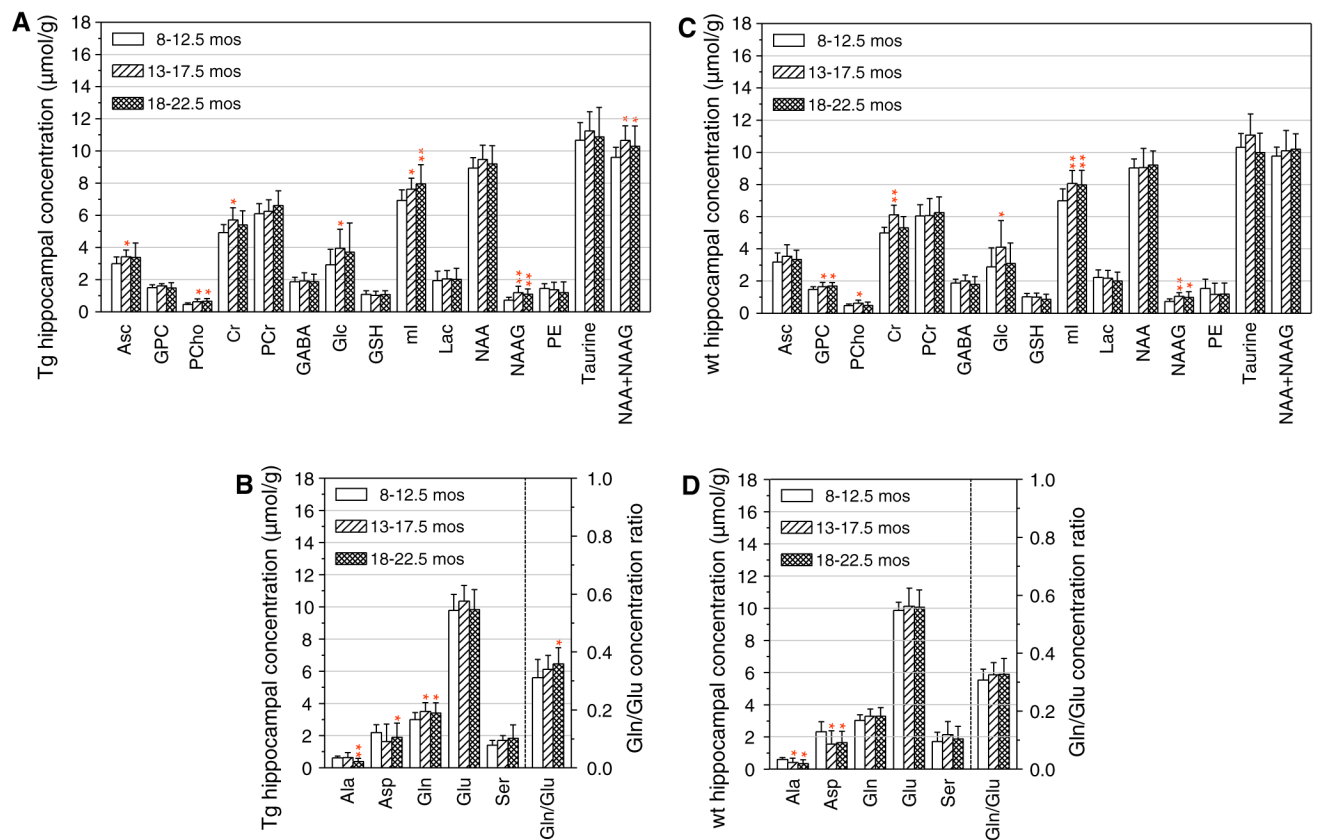 A
Tg hippocampal concentration (µmol/g)
18
16
14
12
10
8
6
4
2
0
8-12.5 mos
13-17.5 mos
18-22.5 mos
*
*
*
*
*
*
*
**
**
**
*
*
Asc
GPC
PCho
Cr
PCr
GABA
Glc
GSH
mI
Lac
NAA
NAAG
PE
Taurine
NAA+NAAG
C
wt hippocampal concentration (µmol/g)
18
16
14
12
10
8
6
4
2
0
8-12.5 mos
13-17.5 mos
18-22.5 mos
*
*
*
**
*
**
**
**
*
Asc
GPC
PCho
Cr
PCr
GABA
Glc
GSH
mI
Lac
NAA
NAAG
PE
Taurine
NAA+NAAG
B
Tg hippocampal concentration (µmol/g)
18
16
14
12
10
8
6
4
2
0
8-12.5 mos
13-17.5 mos
18-22.5 mos
**
*
*
*
*
Ala
Asp
Gln
Glu
Ser
Gln/Glu
1.0
0.8
0.6
0.4
0.2
0.0
Gln/Glu concentration ratio
D
wt hippocampal concentration (µmol/g)
18
16
14
12
10
8
6
4
2
0
8-12.5 mos
13-17.5 mos
18-22.5 mos
*
*
*
*
Ala
Asp
Gln
Glu
Ser
Gln/Glu
1.0
0.8
0.6
0.4
0.2
0.0
Gln/Glu concentration ratio